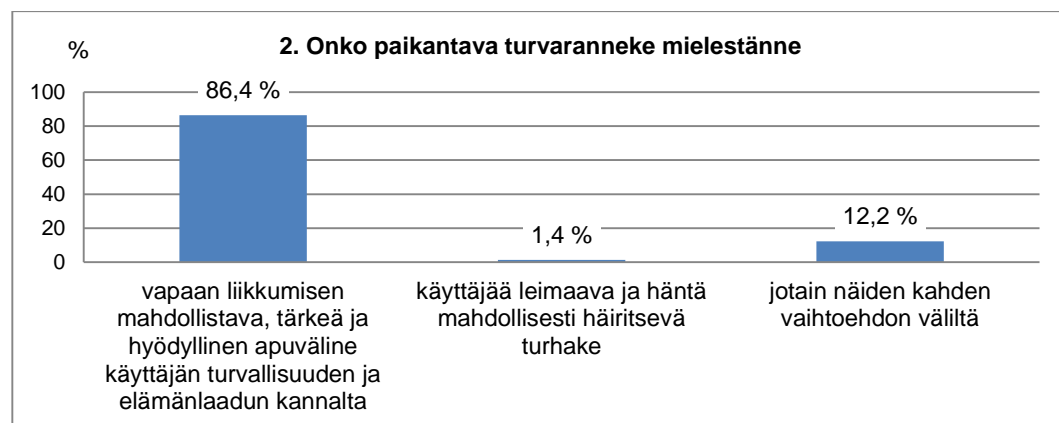 2. Onko paikantava turvaranneke mielestänne
%
100
80
60
40
20
0
86,4 %
1,4 %
12,2 %
vapaan liikkumisen
mahdollistava, tärkeä ja
hyödyllinen apuväline
käyttäjän turvallisuuden ja
elämänlaadun kannalta
käyttäjää leimaava ja häntä
mahdollisesti häiritsevä
turhake
jotain näiden kahden
vaihtoehdon väliltä